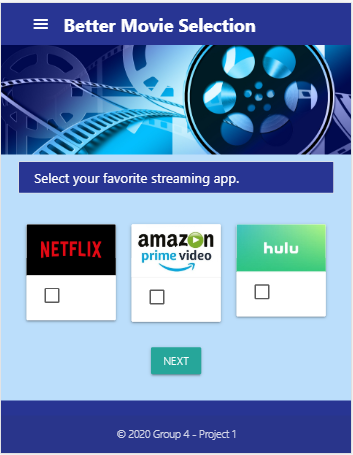 Better Movie Selection
Select your favorite streaming app.
NETFLIX
amazon
prime video
hulu
NEXT
© 2020 Group 4 - Project 1